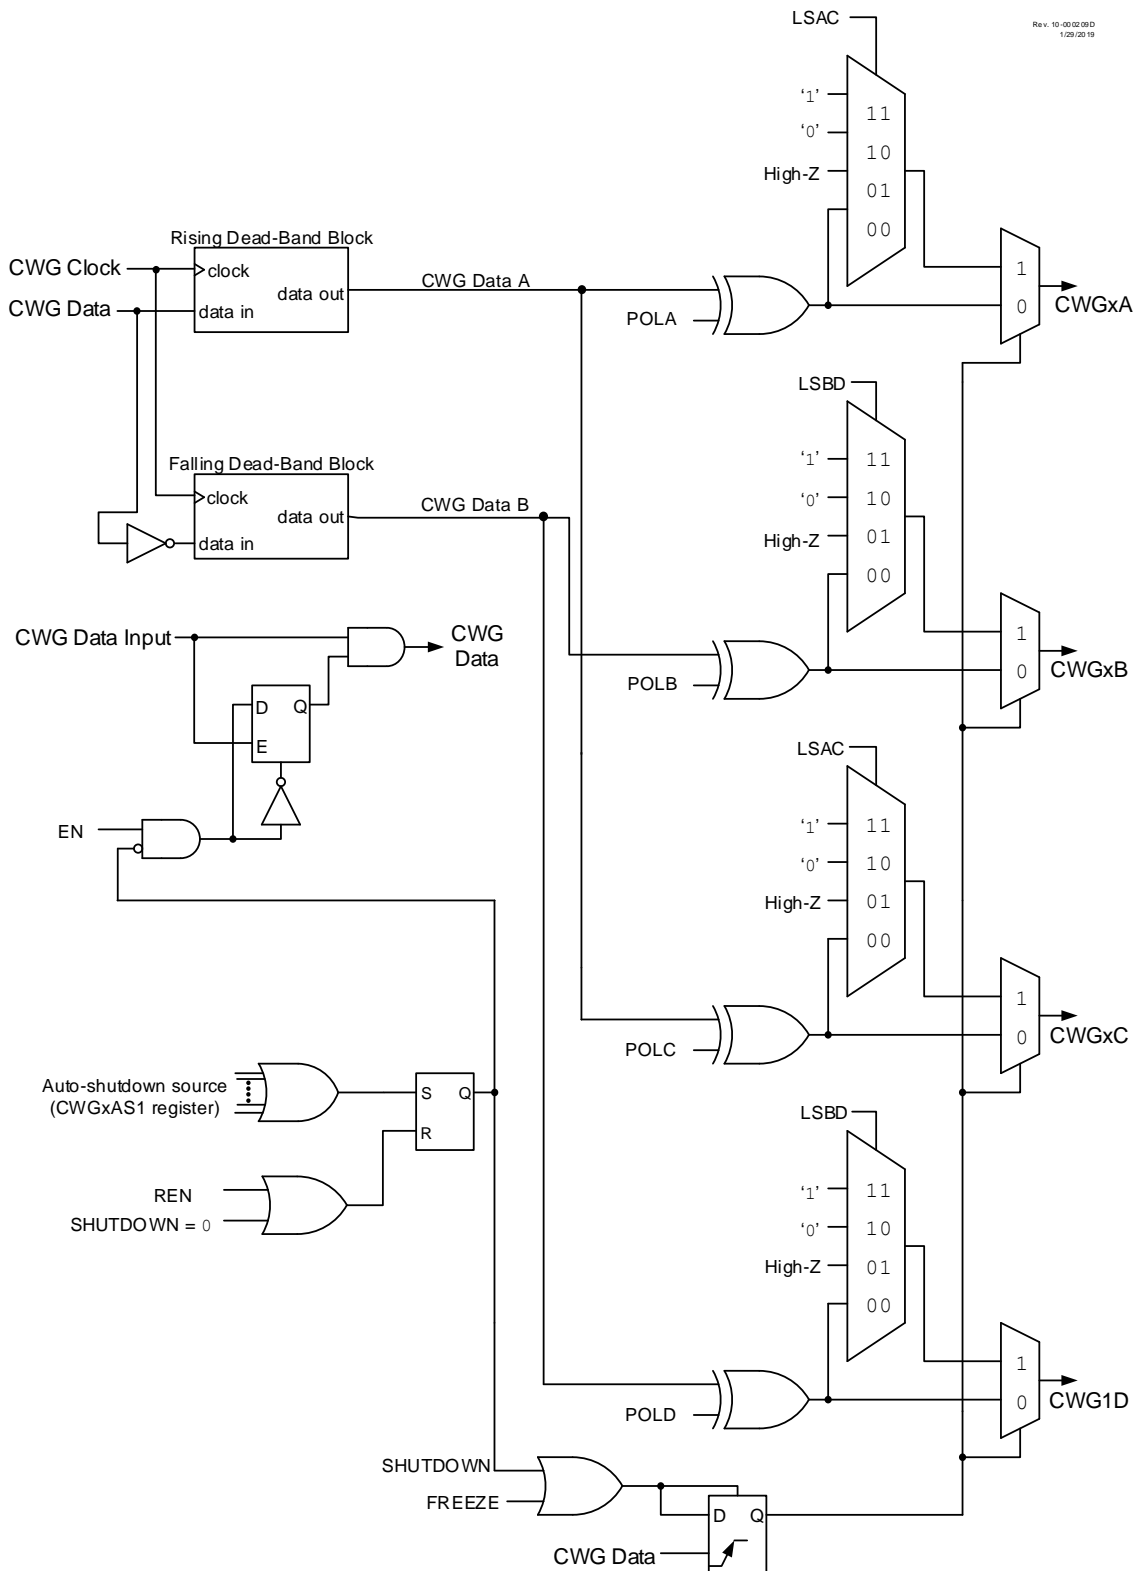 LSAC
Rev. 10-000209D
1/29/2019
'1'
11
'0'
10
High-Z
01
00
Rising Dead-Band Block
CWG Clock
clock
CWG Data A
data out
CWG Data
data in
POLA
1
0
CWGxA
LSBD
'1'
11
'0'
10
High-Z
01
00
Falling Dead-Band Block
clock
CWG Data B
data out
data in
CWG Data Input
CWG
Data
POLB
1
0
CWGxB
D
Q
E
EN
LSAC
'1'
11
'0'
10
High-Z
01
00
1
0
CWGxC
POLC
Auto-shutdown source
(CWGxAS1 register)
S
Q
R
REN
SHUTDOWN = 0
LSBD
'1'
11
'0'
10
High-Z
01
00
1
0
CWG1D
POLD
SHUTDOWN
FREEZE
D
Q
CWG Data